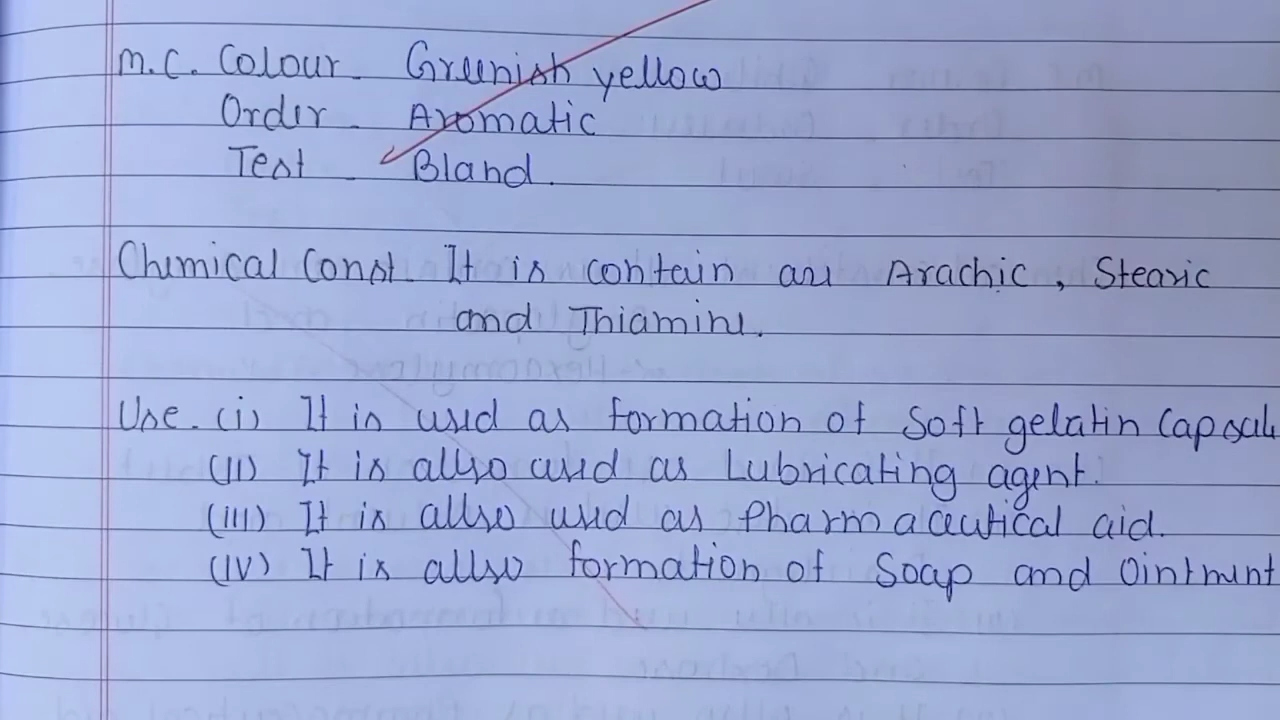 M.C. Colour - Greenish yellow
Order - Aromatic
Test - Bland.
Chemical Const. It is contain as Arachic, Stearic
and Thiamine.
Use - (i) It is used as formation of Soft gelatin Capsule
(II) It is allso used as Lubricating agent.
(III) It is allso used as Pharmaceutical aid.
(IV) It is allso formation of Soap and Ointment